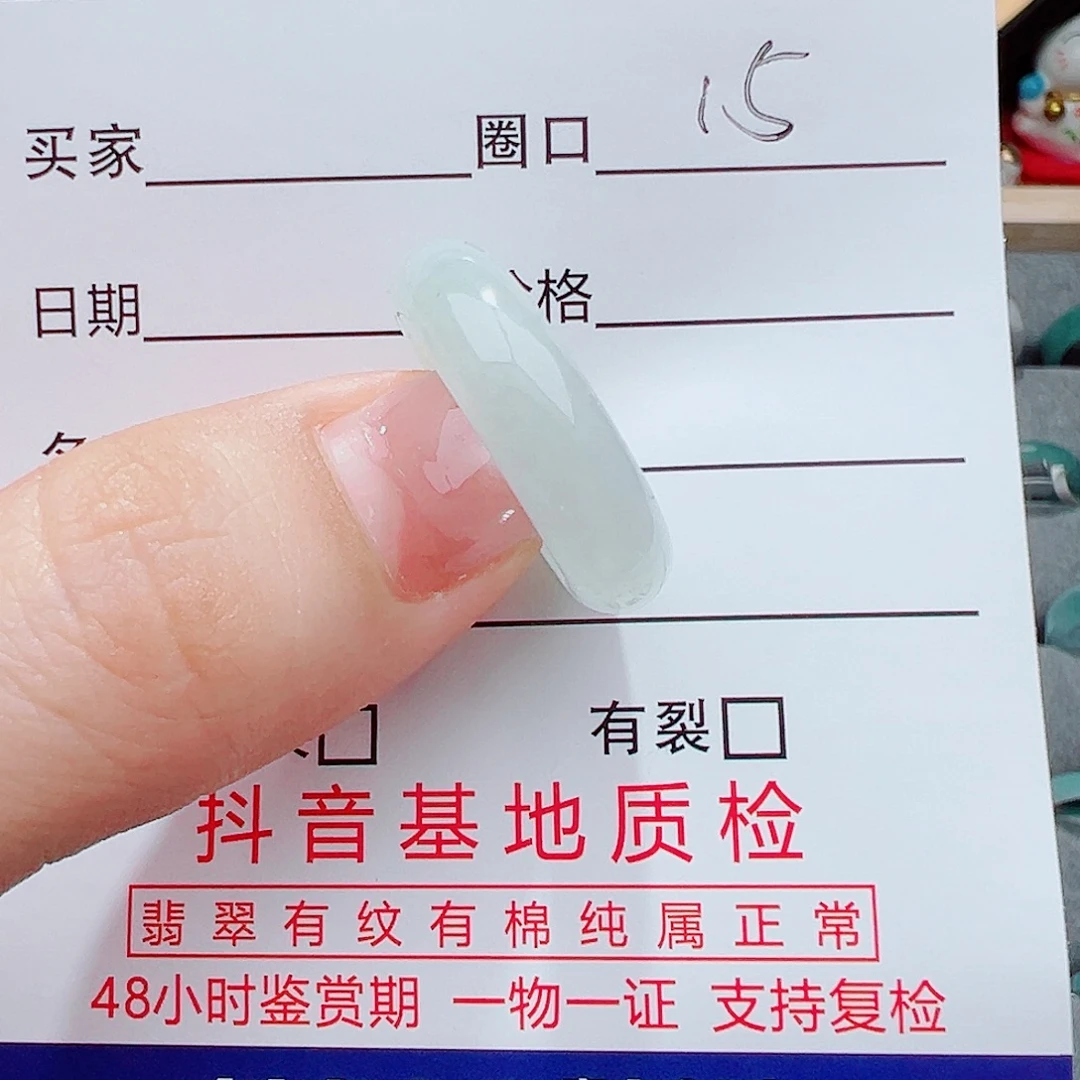 买家 圈口 15
日期 格
有裂
抖音基地质检
翡翠有纹有棉纯属正常
48小时鉴赏期 一物一证 支持复检